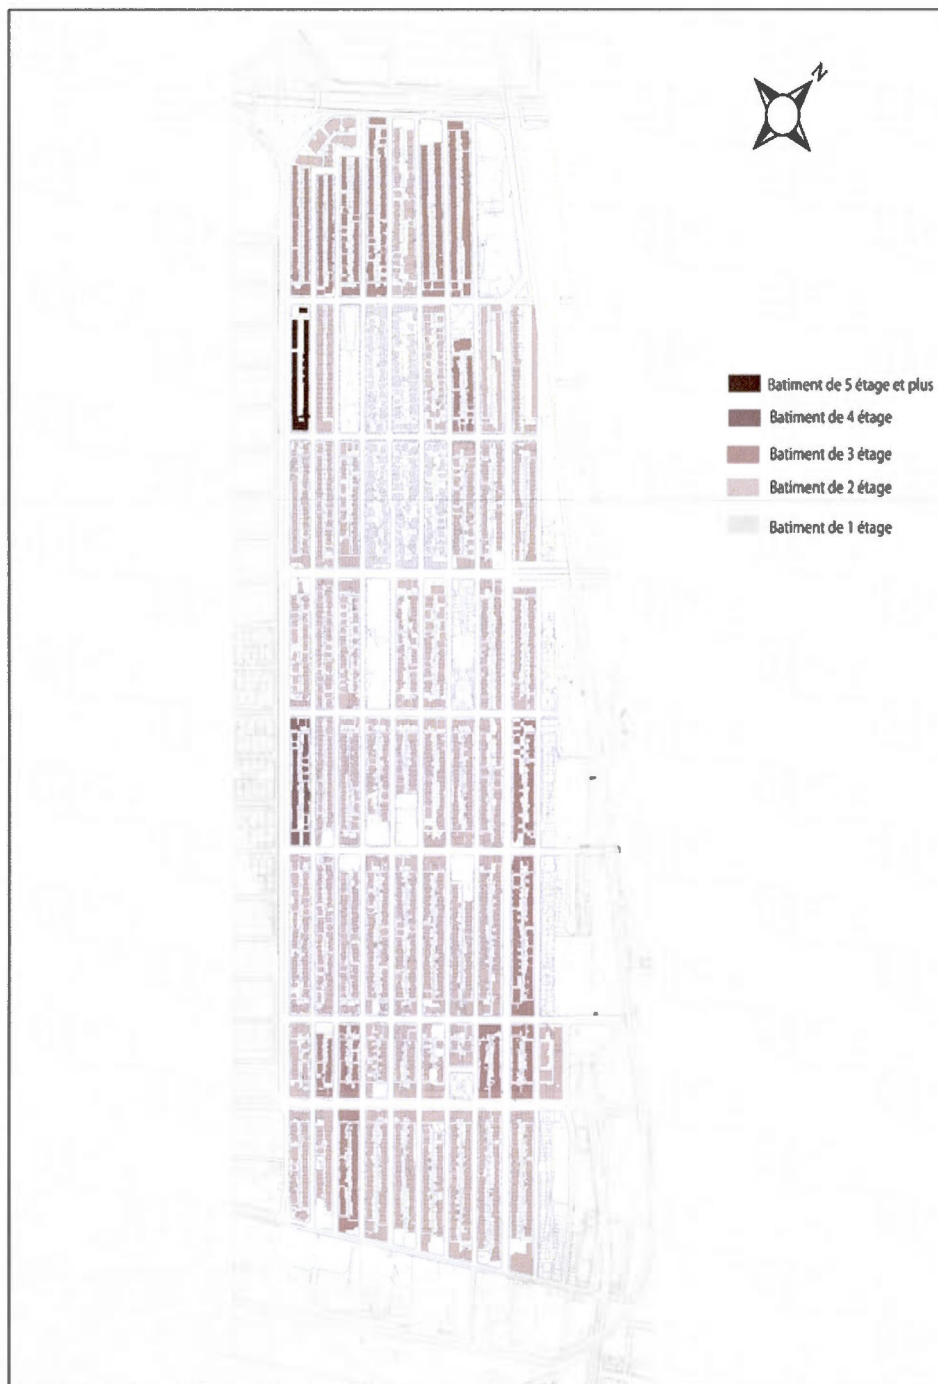 N
Batiment de 5 étage et plus
Batiment de 4 étage
Batiment de 3 étage
Batiment de 2 étage
Batiment de 1 étage